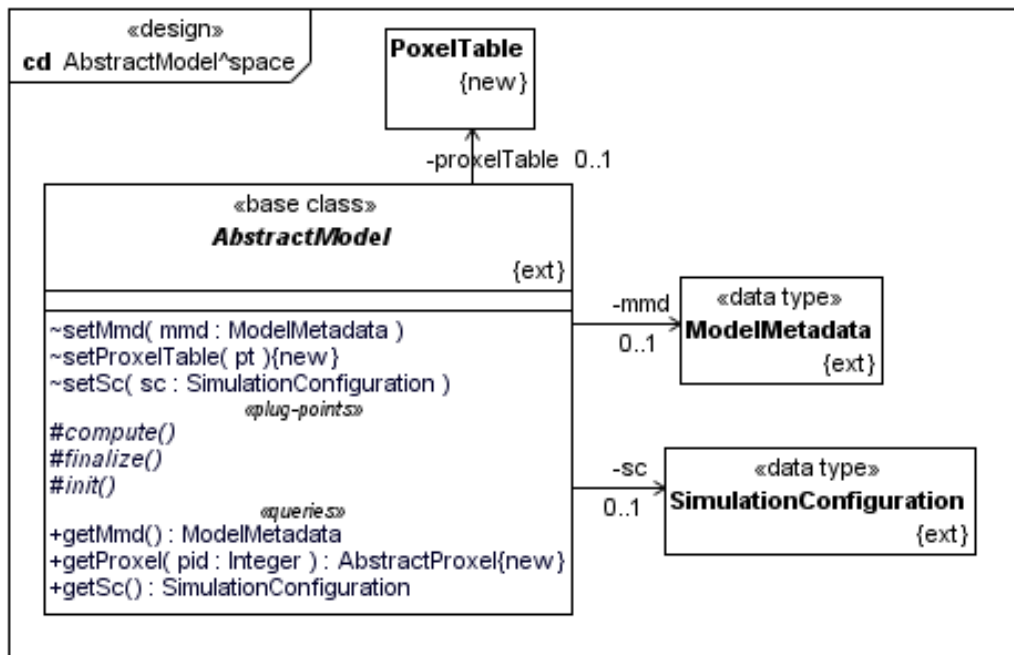 «design»
cd AbstractModel^space
PoxelTable
{new}
-proxelTable 0..1
«base class»
AbstractModel
{ext}
~setMmd( mmd : ModelMetadata )
~setProxelTable( pt ){new}
~setSc( sc : SimulationConfiguration )
«plug-points»
#compute()
#finalize()
#init()
«queries»
+getMmd() : ModelMetadata
+getProxel( pid : Integer ) : AbstractProxel{new}
+getSc() : SimulationConfiguration
-mmd
0..1
«data type»
ModelMetadata
{ext}
-sc
0..1
«data type»
SimulationConfiguration
{ext}